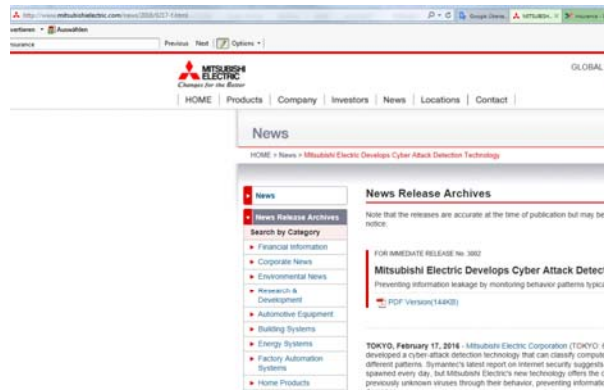 http://www.mitsubishielectric.com/news/2016/0217-f.html
Google Übers...
MITSUBISH...
insurance -
vertieren
Auswählen
nsurance
Previous Next Options
MITSUBISHI
ELECTRIC
Changes for the Better
GLOBAL
HOME Products Company Investors News Locations Contact
News
HOME > News > Mitsubishi Electric Develops Cyber Attack Detection Technology
News
News Release Archives
Search by Category
Financial Information
Corporate News
Environmental News
Research &
Development
Automotive Equipment
Building Systems
Energy Systems
Factory Automation
Systems
Home Products
News Release Archives
Note that the releases are accurate at the time of publication but may be
notice.
FOR IMMEDIATE RELEASE No. 3002
Mitsubishi Electric Develops Cyber Attack Detect
Preventing information leakage by monitoring behavior patterns typica
PDF Version(144KB)
TOKYO, February 17, 2016 - Mitsubishi Electric Corporation (TOKYO: 6
developed a cyber-attack detection technology that can classify compute
different patterns. Symantec's latest report on Internet security suggests
spawned every day, but Mitsubishi Electric's new technology offers the d
previously unknown viruses through their behavior, preventing informati